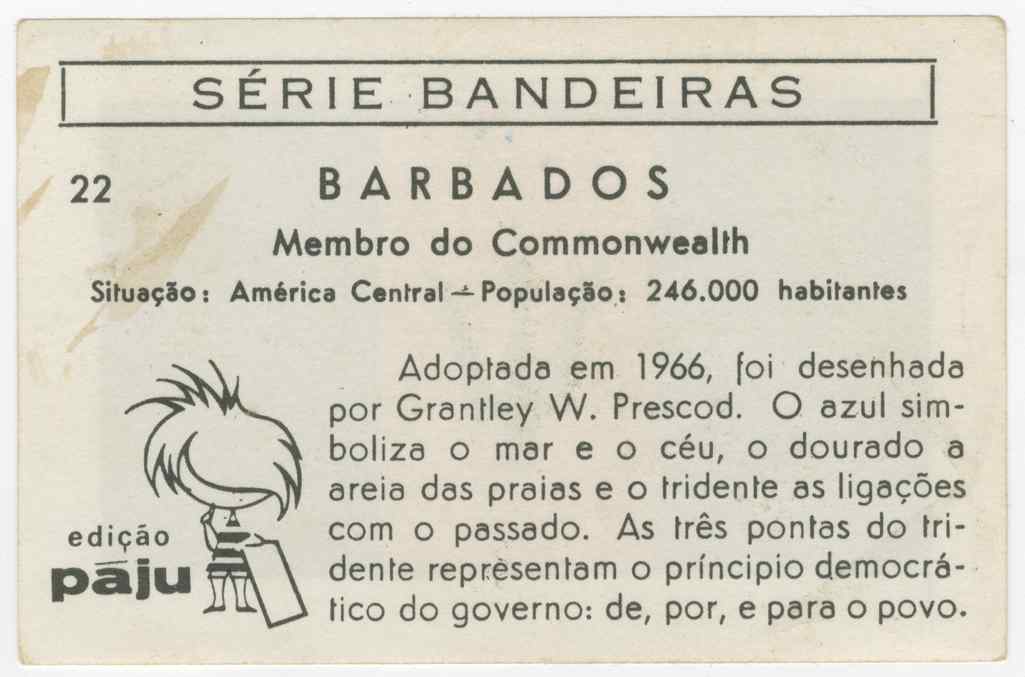 SÉRIE BANDEIRAS
22
BARBADOS
Membro do Commonwealth
Situação: América Central — População: 246.000 habitantes
Adoptada em 1966, foi desenhada
por Grantley W. Prescod. O azul sim-
boliza o mar e o céu, o dourado a
areia das praias e o tridente as ligações
com o passado. As três pontas do tri-
dente representam o príncipio democrá-
tico do governo: de, por, e para o povo.
edição
pāju